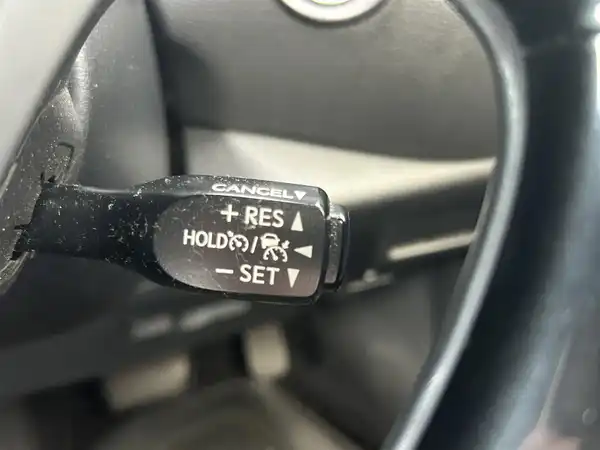 CANCEL▼
+ RES ▲
HOLD / ◄
− SET ▼